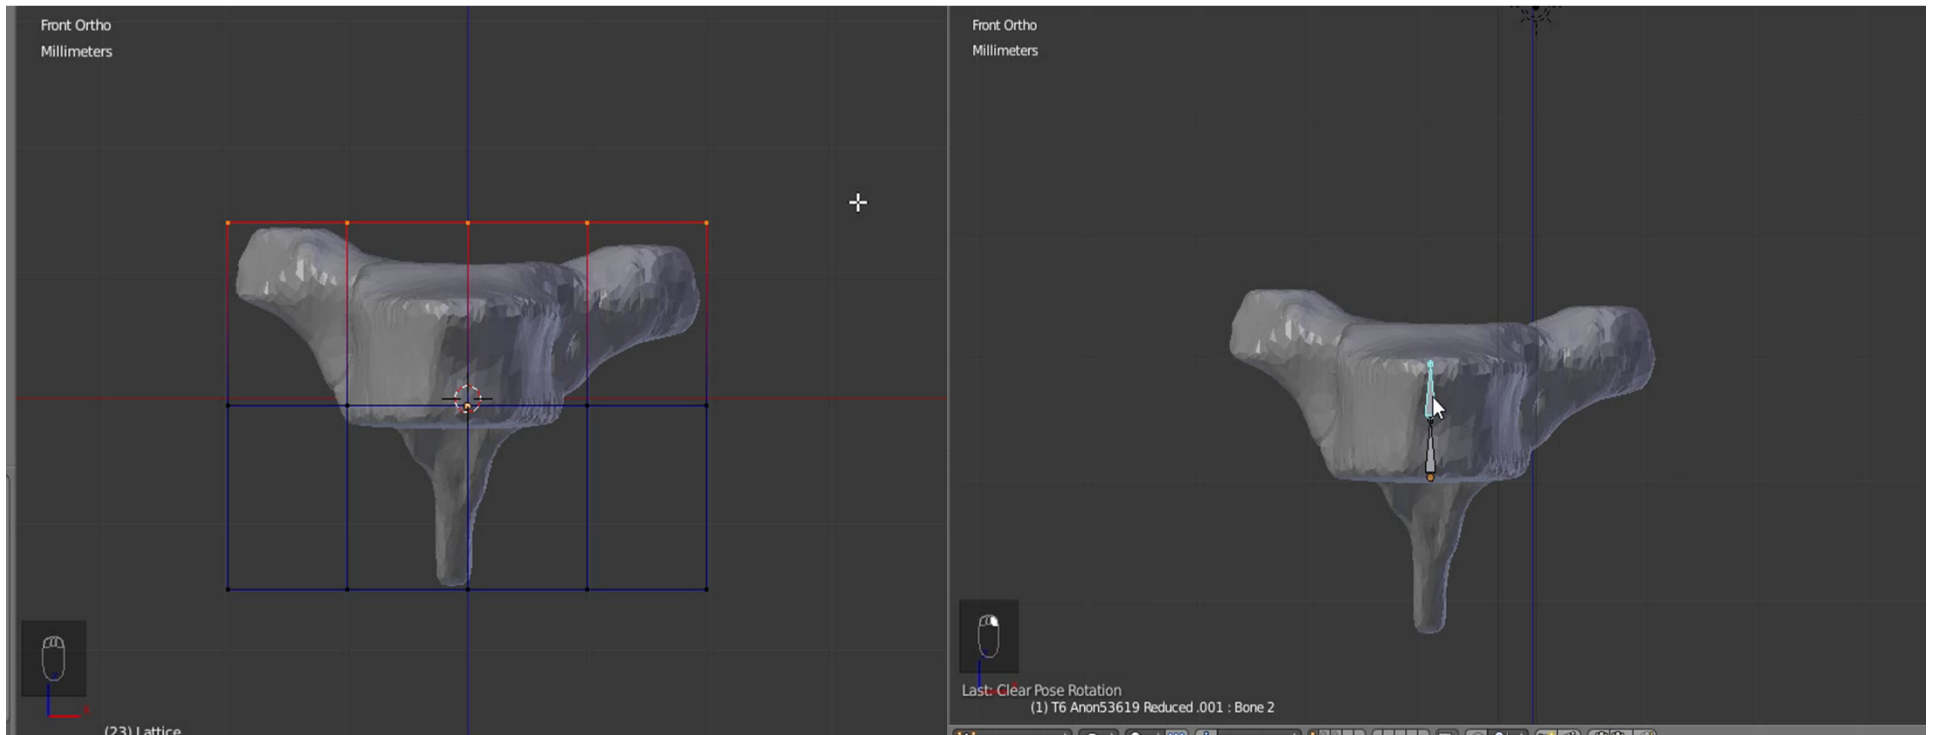 Front Ortho
Millimeters
(23) Lattice
Front Ortho
Millimeters
Last: Clear Pose Rotation
(1) T6 Anon53619 Reduced .001 : Bone 2